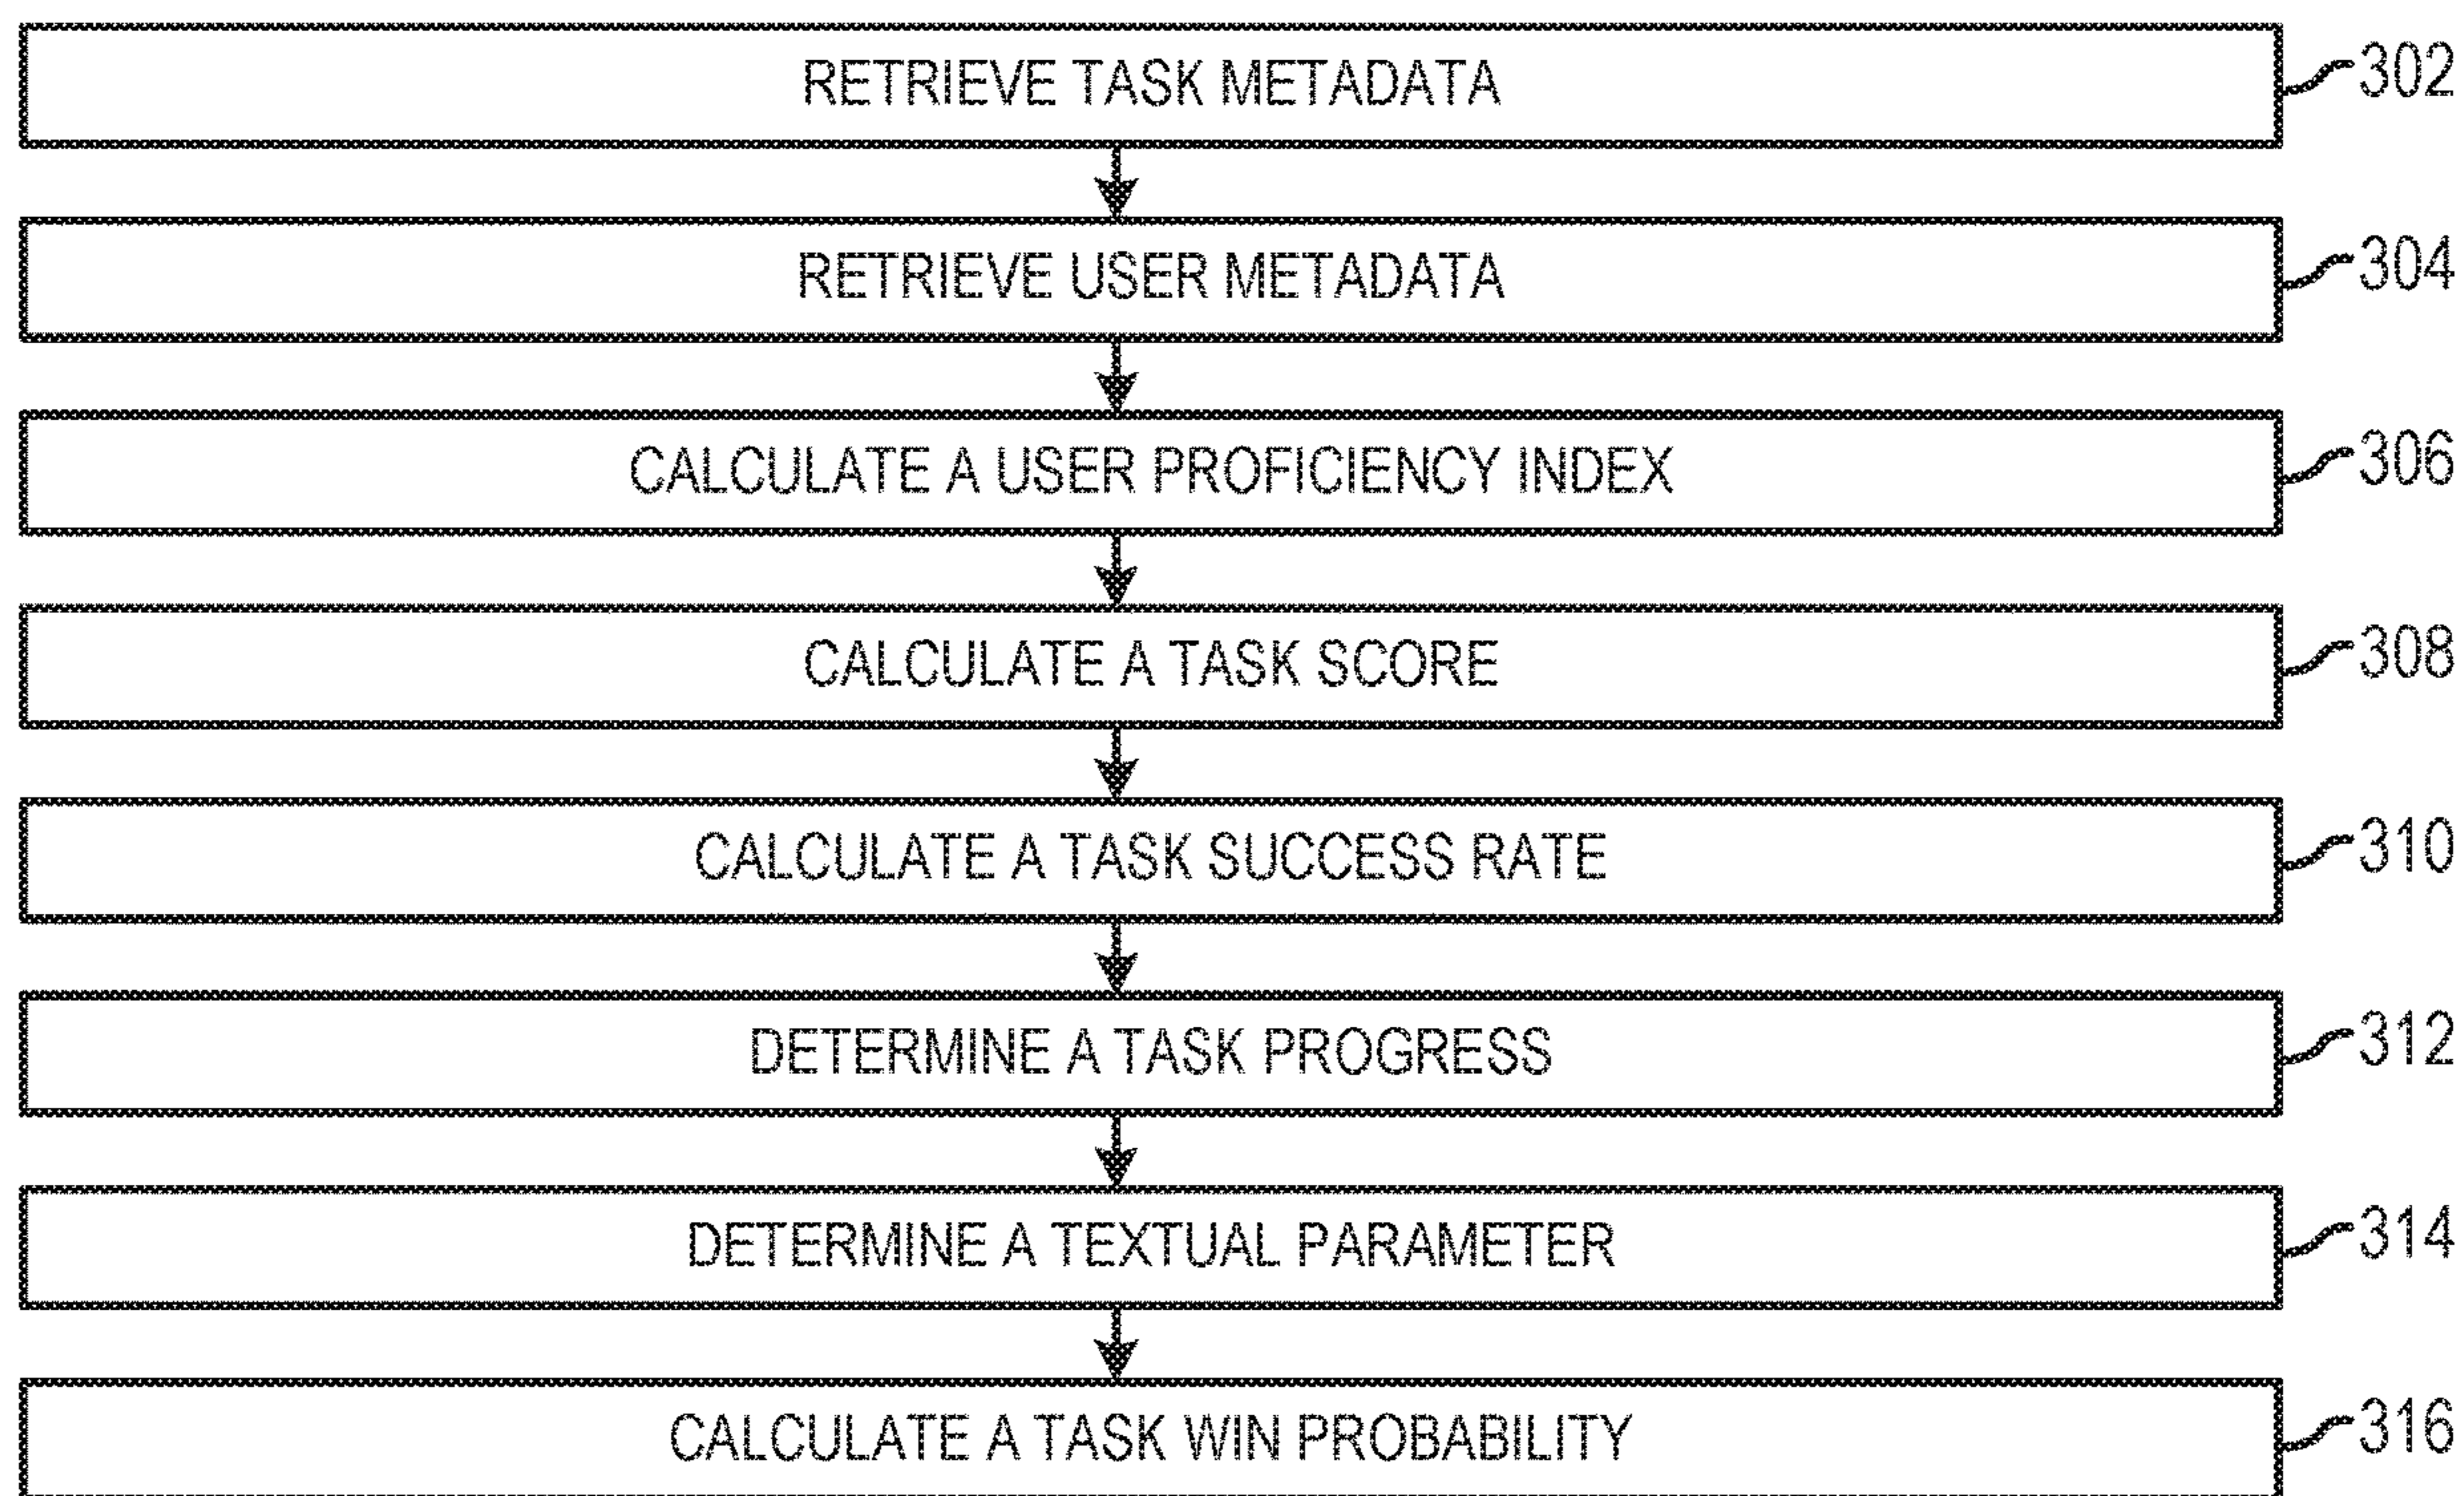 RETRIEVE TASK METADATA 302
RETRIEVE USER METADATA 304
CALCULATE A USER PROFICIENCY INDEX 306
CALCULATE A TASK SCORE 308
CALCULATE A TASK SUCCESS RATE 310
DETERMINE A TASK PROGRESS 312
DETERMINE A TEXTUAL PARAMETER 314
CALCULATE A TASK WIN PROBABILITY 316